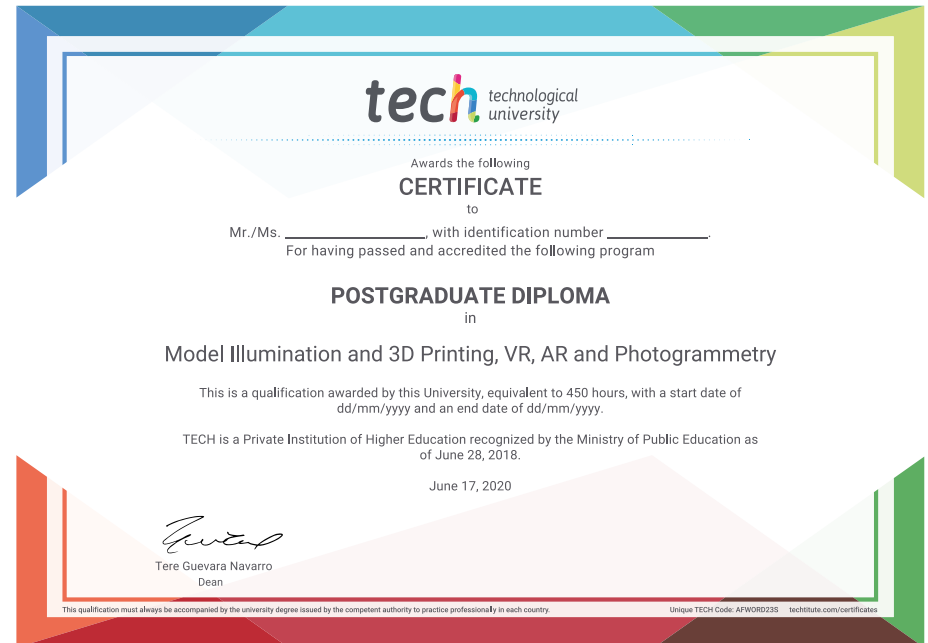 tech technological
university
Awards the following
CERTIFICATE
to
Mr./Ms. ____________, with identification number ____________.
For having passed and accredited the following program
POSTGRADUATE DIPLOMA
in
Model Illumination and 3D Printing, VR, AR and Photogrammetry
This is a qualification awarded by this University, equivalent to 450 hours, with a start date of
dd/mm/yyyy and an end date of dd/mm/yyyy.
TECH is a Private Institution of Higher Education recognized by the Ministry of Public Education as
of June 28, 2018.
June 17, 2020
Tere Guevara Navarro
Dean
This qualification must always be accompanied by the university degree issued by the competent authority to practice professionally in each country.
Unique TECH Code: AFWORD23S techtitute.com/certificates